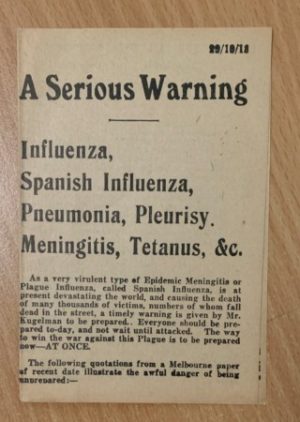 29/10/18
A Serious Warning
Influenza,
Spanish Influenza,
Pneumonia, Pleurisy.
Meningitis, Tetanus, &c.
As a very virulent type of Epidemic Meningitis or
Plague Influenza, called Spanish Influenza, is at
present devastating the world, and causing the death
of many thousands of victims, numbers of whom fall
dead in the street, a timely warning is given by Mr.
Kugelman to be prepared.. Everyone should be pre-
pared to-day, and not wait until attacked. The way
to win the war against this Plague is to be prepared
now—AT ONCE.
The following quotations from a Melbourne paper
of recent date illustrate the awful danger of being
unprepared:—